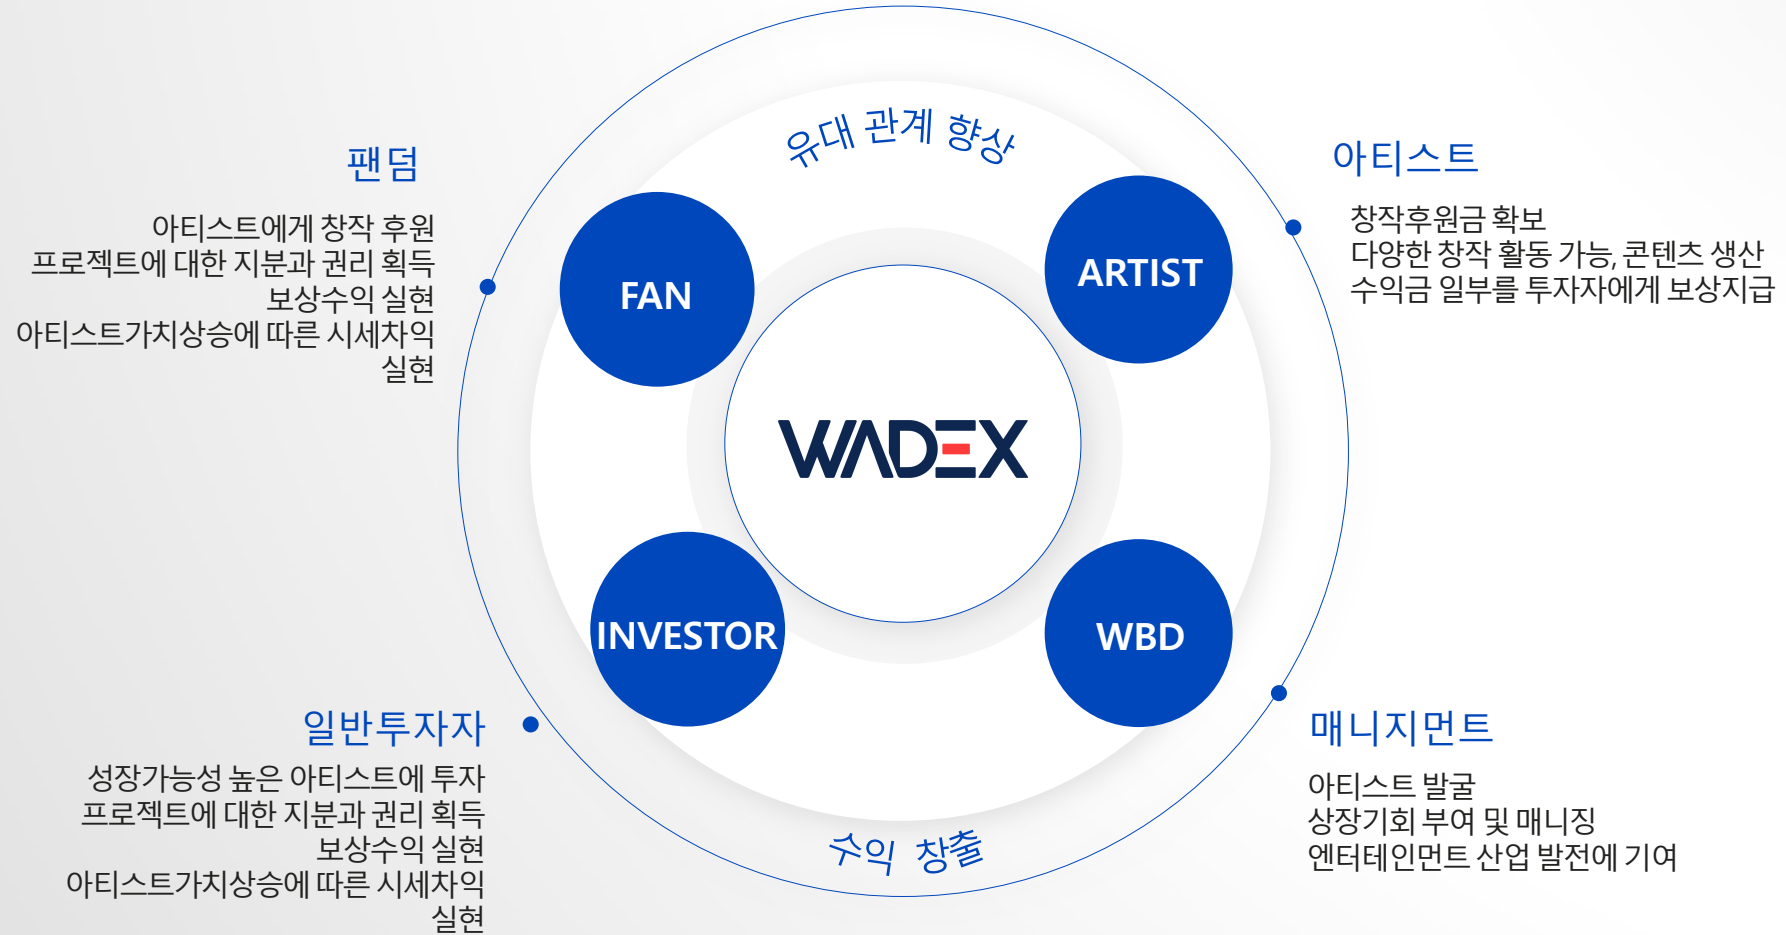 유대 관계 향상
팬덤
아티스트에게 창작 후원
프로젝트에 대한 지분과 권리 획득
보상수익 실현
아티스트가치상승에 따른 시세차익
실현
아티스트
창작후원금 확보
다양한 창작 활동 가능, 콘텐츠 생산
수익금 일부를 투자자에게 보상지급
FAN
ARTIST
WADEX
INVESTOR
WBD
일반투자자
성장가능성 높은 아티스트에 투자
프로젝트에 대한 지분과 권리 획득
보상수익 실현
아티스트가치상승에 따른 시세차익
실현
매니지먼트
아티스트 발굴
상장기회 부여 및 매니징
엔터테인먼트 산업 발전에 기여
수익 창출